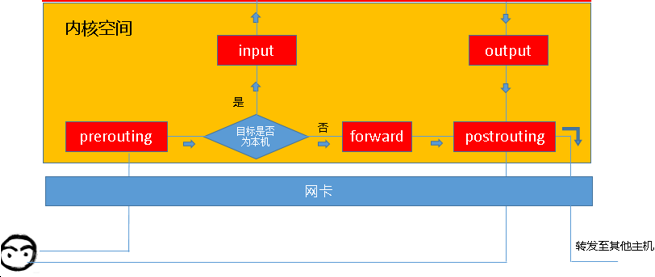 内核空间
input
output
是
prerouting
目标是否
为本机
否
forward
postrouting
网卡
转发至其他主机